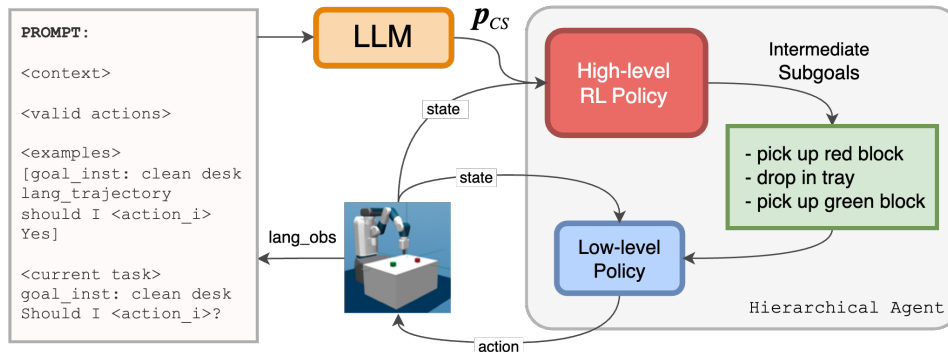 PROMPT:
<context>
<valid actions>
<examples>
[goal_inst: clean desk
lang_trajectory
should I <action_i>
Yes]
<current task>
goal_inst: clean desk
Should I <action_i>?
LLM
p_CS
state
state
lang_obs
action
High-level
RL Policy
Intermediate
Subgoals
- pick up red block
- drop in tray
- pick up green block
Low-level
Policy
Hierarchical Agent